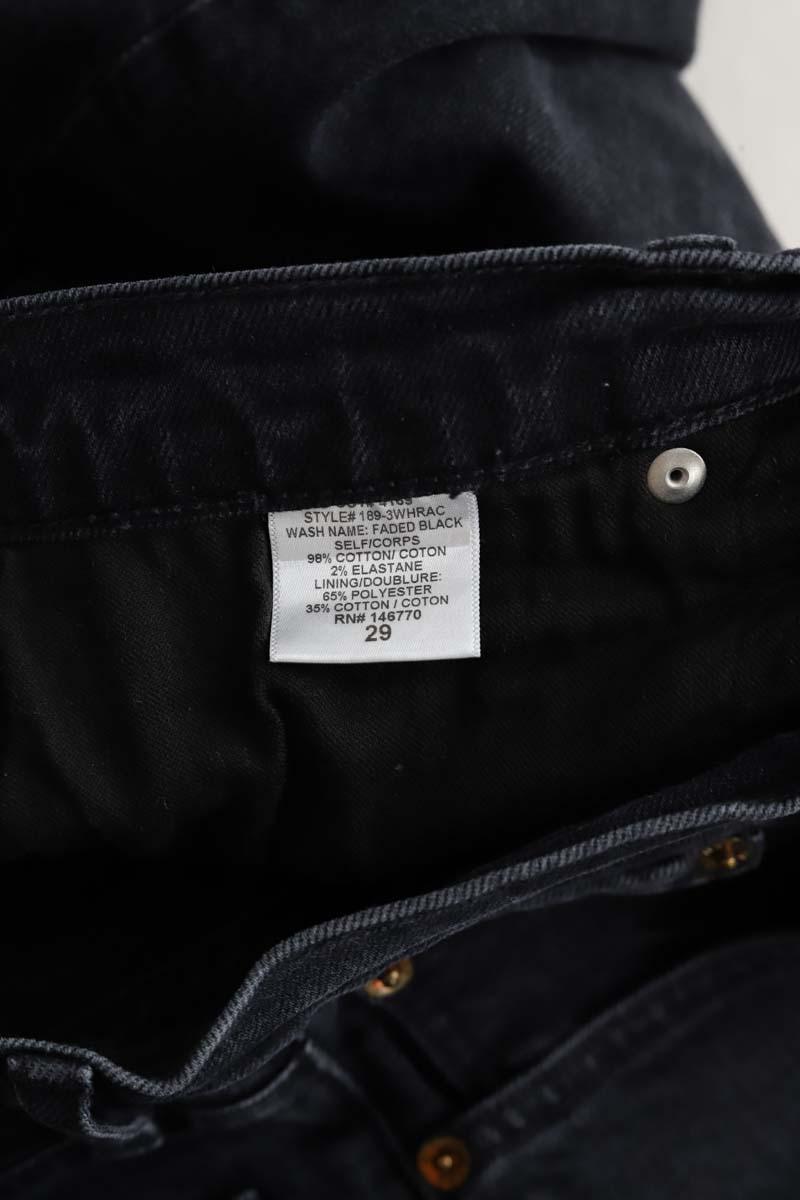 STYLE# 189-3WHRAC
WASH NAME: FADED BLACK
SELF/CORPS
98% COTTON/ COTON
2% ELASTANE
LINING/DOUBLURE:
65% POLYESTER
35% COTTON / COTON
RN# 146770
29